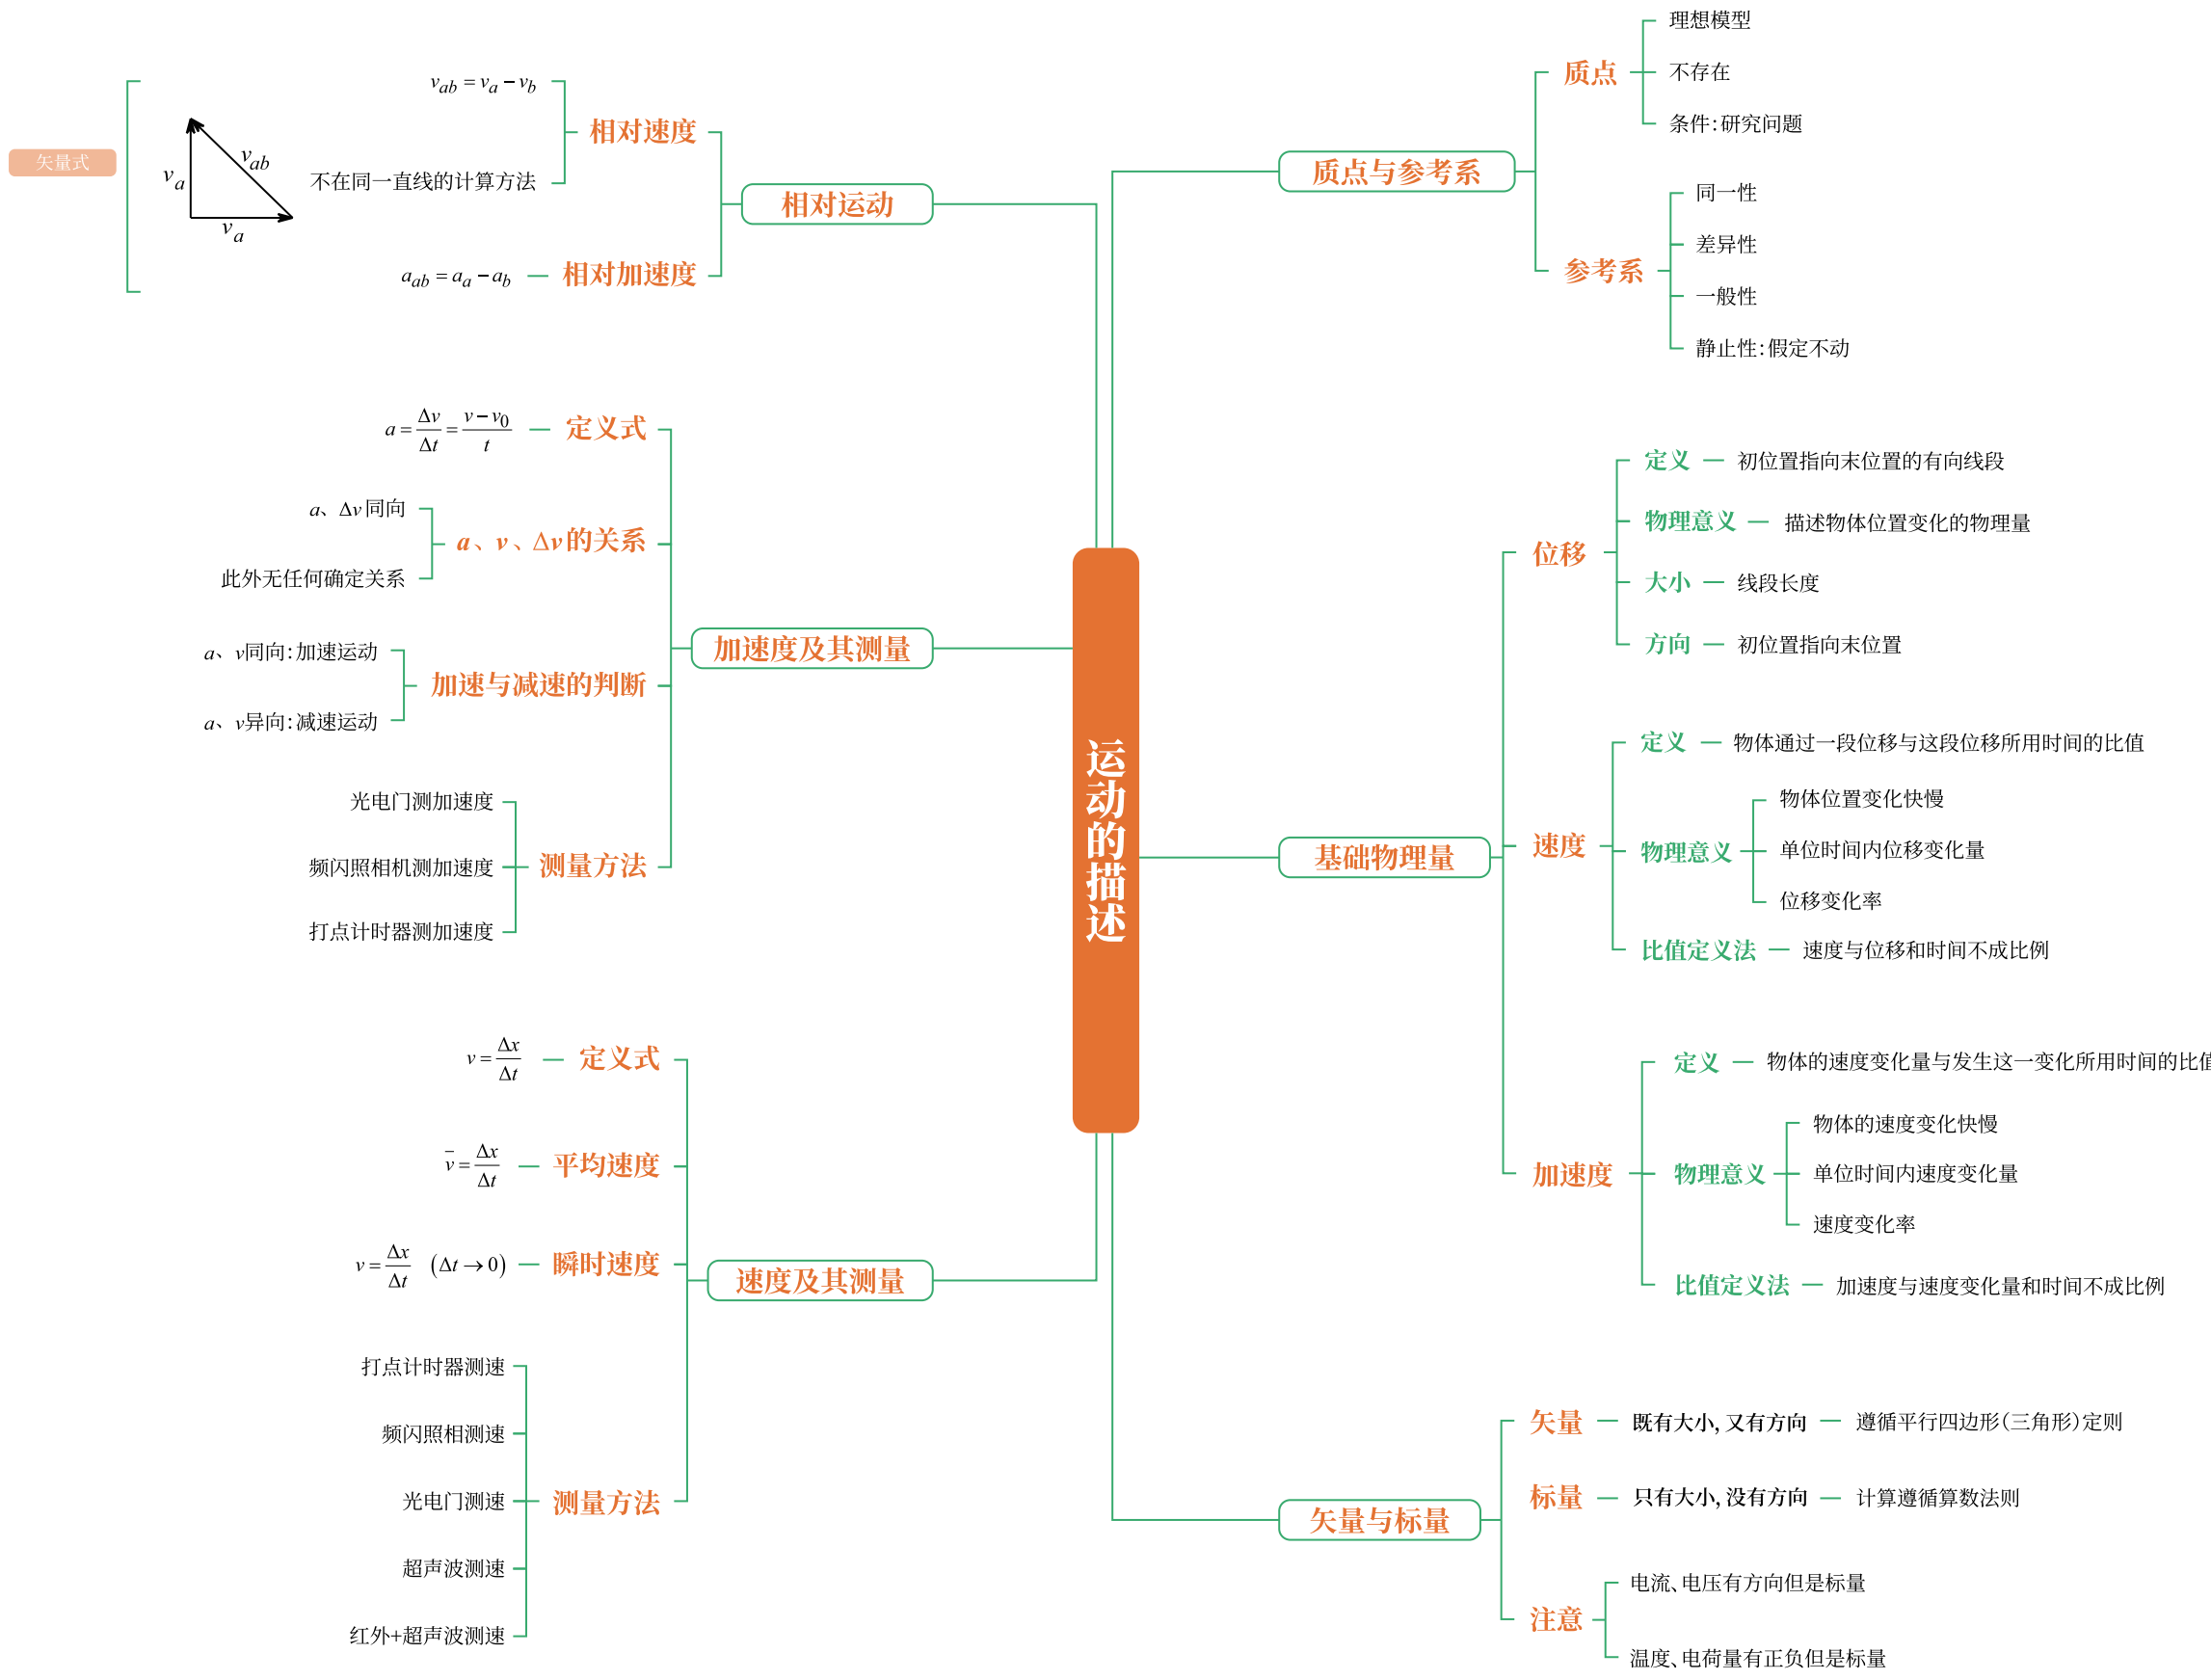 运动的描述
质点与参考系
质点
理想模型
不存在
条件：研究问题
参考系
同一性
差异性
一般性
静止性：假定不动
基础物理量
位移
定义
初位置指向末位置的有向线段
物理意义
描述物体位置变化的物理量
大小
线段长度
方向
初位置指向末位置
速度
定义
物体通过一段位移与这段位移所用时间的比值
物理意义
物体位置变化快慢
单位时间内位移变化量
位移变化率
比值定义法
速度与位移和时间不成比例
加速度
定义
物体的速度变化量与发生这一变化所用时间的比值
物理意义
物体的速度变化快慢
单位时间内速度变化量
速度变化率
比值定义法
加速度与速度变化量和时间不成比例
矢量与标量
矢量
既有大小，又有方向
遵循平行四边形（三角形）定则
标量
只有大小，没有方向
计算遵循算数法则
注意
电流、电压有方向但是标量
温度、电荷量有正负但是标量
相对运动
相对速度
v_ab = v_a − v_b
不在同一直线的计算方法
矢量式
v_a
v_ab
v_a
相对加速度
a_ab = a_a − a_b
加速度及其测量
定义式
a = Δv/Δt = (v − v_0)/t
a、v、Δv的关系
a、Δv同向
此外无任何确定关系
加速与减速的判断
a、v同向：加速运动
a、v异向：减速运动
测量方法
光电门测加速度
频闪照相机测加速度
打点计时器测加速度
速度及其测量
定义式
v = Δx/Δt
平均速度
v̄ = Δx/Δt
瞬时速度
v = Δx/Δt (Δt → 0)
测量方法
打点计时器测速
频闪照相测速
光电门测速
超声波测速
红外+超声波测速